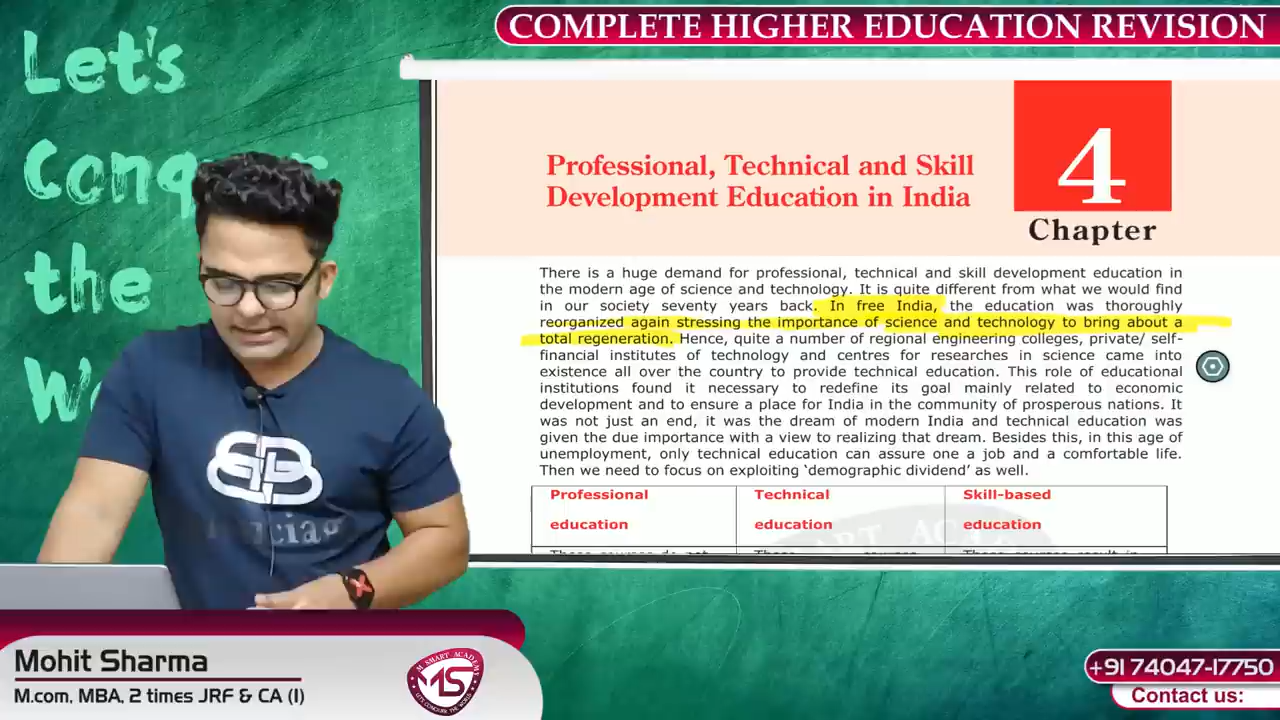 COMPLETE HIGHER EDUCATION REVISION
Let's
the
4
Professional, Technical and Skill
Development Education in India
Chapter
There is a huge demand for professional, technical and skill development education in
the modern age of science and technology. It is quite different from what we would find
in our society seventy years back. In free India, the education was thoroughly
reorganized again stressing the importance of science and technology to bring about a
total regeneration. Hence, quite a number of regional engineering colleges, private/ self-
financial institutes of technology and centres for researches in science came into
existence all over the country to provide technical education. This role of educational
institutions found it necessary to redefine its goal mainly related to economic
development and to ensure a place for India in the community of prosperous nations. It
was not just an end, it was the dream of modern India and technical education was
given the due importance with a view to realizing that dream. Besides this, in this age of
unemployment, only technical education can assure one a job and a comfortable life.
Then we need to focus on exploiting ‘demographic dividend’ as well.
Professional education
Technical education
Skill-based education
Mohit Sharma
M.com, MBA, 2 times JRF & CA (I)
M SMART ACADEMY
MS
+91 74047-17750
Contact us: